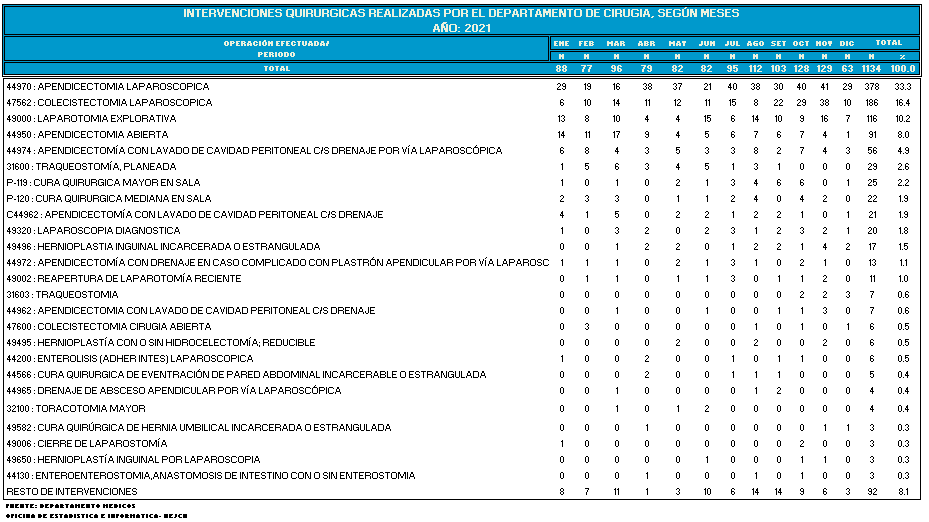 INTERVENCIONES QUIRURGICAS REALIZADAS POR EL DEPARTAMENTO DE CIRUGIA, SEGÚN MESES
AÑO: 2021
OPERACIÓN EFECTUADA/ ENE FEB MAR ABR MAY JUN JUL AGO SET OCT NOV DIC TOTAL
PERIODO N N N N N N N N N N N N N %
TOTAL 88 77 96 79 82 82 95 112 103 128 129 63 1134 100.0
44970 : APENDICECTOMIA LAPAROSCOPICA 29 19 16 38 37 21 40 38 30 40 41 29 378 33.3
47562 : COLECISTECTOMIA LAPAROSCOPICA 6 10 14 11 12 11 15 8 22 29 38 10 186 16.4
49000 : LAPAROTOMIA EXPLORATIVA 13 8 10 4 4 15 6 14 10 9 16 7 116 10.2
44950 : APENDICECTOMIA ABIERTA 14 11 17 9 4 5 6 7 6 7 4 1 91 8.0
44974 : APENDICECTOMÍA CON LAVADO DE CAVIDAD PERITONEAL C/S DRENAJE POR VÍA LAPAROSCÓPICA 6 8 4 3 5 3 3 8 2 7 4 3 56 4.9
31600 : TRAQUEOSTOMÍA, PLANEADA 1 5 6 3 4 5 1 3 1 0 0 0 29 2.6
P-119 : CURA QUIRURGICA MAYOR EN SALA 1 0 1 0 2 1 3 4 6 6 0 1 25 2.2
P-120 : CURA QUIRURGICA MEDIANA EN SALA 2 3 3 0 1 1 2 4 0 4 2 0 22 1.9
C44962 : APENDICECTOMÍA CON LAVADO DE CAVIDAD PERITONEAL C/S DRENAJE 4 1 5 0 2 2 1 2 2 1 0 1 21 1.9
49320 : LAPAROSCOPIA DIAGNOSTICA 1 0 3 2 0 2 3 1 2 3 2 1 20 1.8
49496 : HERNIOPLASTIA INGUINAL INCARCERADA O ESTRANGULADA 0 0 1 2 2 0 1 2 2 1 4 2 17 1.5
44972 : APENDICECTOMÍA CON DRENAJE EN CASO COMPLICADO CON PLASTRÓN APENDICULAR POR VÍA LAPAROSC 1 1 1 0 2 1 3 1 0 2 1 0 13 1.1
49002 : REAPERTURA DE LAPAROTOMÍA RECIENTE 0 0 1 1 1 1 3 0 1 1 2 0 11 1.0
31603 : TRAQUEOSTOMIA 0 0 0 0 0 0 0 0 0 2 2 3 7 0.6
44962 : APENDICECTOMIA CON LAVADO DE CAVIDAD PERITONEAL C/S DRENAJE 0 0 1 0 0 1 0 0 1 1 3 0 7 0.6
47600 : COLECISTECTOMIA CIRUGIA ABIERTA 0 3 0 0 0 0 0 1 0 1 0 1 6 0.5
49495 : HERNIOPLASTÍA CON O SIN HIDROCELECTOMÍA; REDUCIBLE 0 0 0 0 2 0 0 2 0 0 2 0 6 0.5
44200 : ENTEROLISIS (ADHER INTES) LAPAROSCOPICA 1 0 0 2 0 0 1 0 1 1 0 0 6 0.5
44566 : CURA QUIRURGICA DE EVENTRACIÓN DE PARED ABDOMINAL INCARCERABLE O ESTRANGULADA 0 0 0 2 0 0 1 1 1 0 0 0 5 0.4
44965 : DRENAJE DE ABSCESO APENDICULAR POR VÍA LAPAROSCÓPICA 0 0 1 0 0 0 0 1 2 0 0 0 4 0.4
32100 : TORACOTOMIA MAYOR 0 0 1 0 1 2 0 0 0 0 0 0 4 0.4
49582 : CURA QUIRÚRGICA DE HERNIA UMBILICAL INCARCERADA O ESTRANGULADA 0 0 0 1 0 0 0 0 0 0 1 1 3 0.3
49006 : CIERRE DE LAPAROSTOMÍA 1 0 0 0 0 0 0 0 0 2 0 0 3 0.3
49650 : HERNIOPLASTÍA INGUINAL POR LAPAROSCOPIA 0 0 0 0 0 1 0 0 0 1 1 0 3 0.3
44130 : ENTEROENTEROSTOMIA,ANASTOMOSIS DE INTESTINO CON O SIN ENTEROSTOMIA 0 0 0 1 0 0 0 1 0 1 0 0 3 0.3
RESTO DE INTERVENCIONES 8 7 11 1 3 10 6 14 14 9 6 3 92 8.1
FUENTE: DEPARTAMENTO MEDICOS
OFICINA DE ESTADISTICA E INFORMATICA- HEJCU